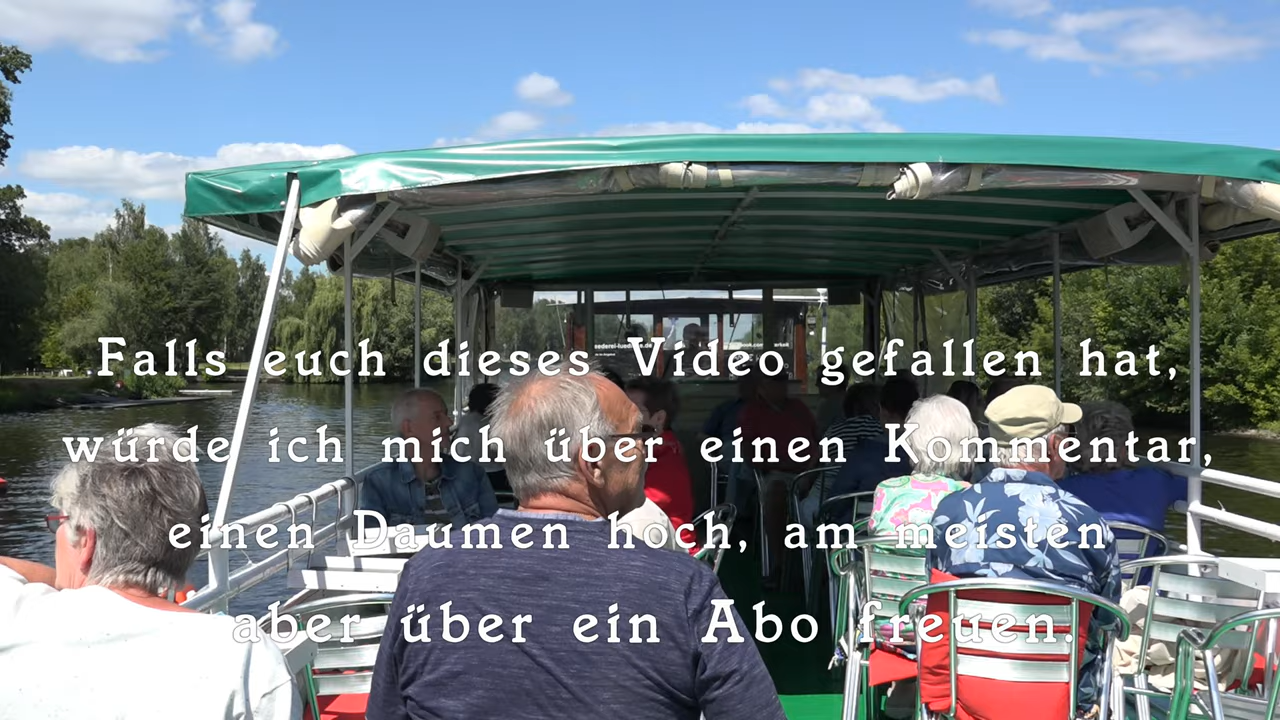 Falls euch dieses Video gefallen hat,
würde ich mich über einen Kommentar,
einen Daumen hoch, am meisten
aber über ein Abo freuen.